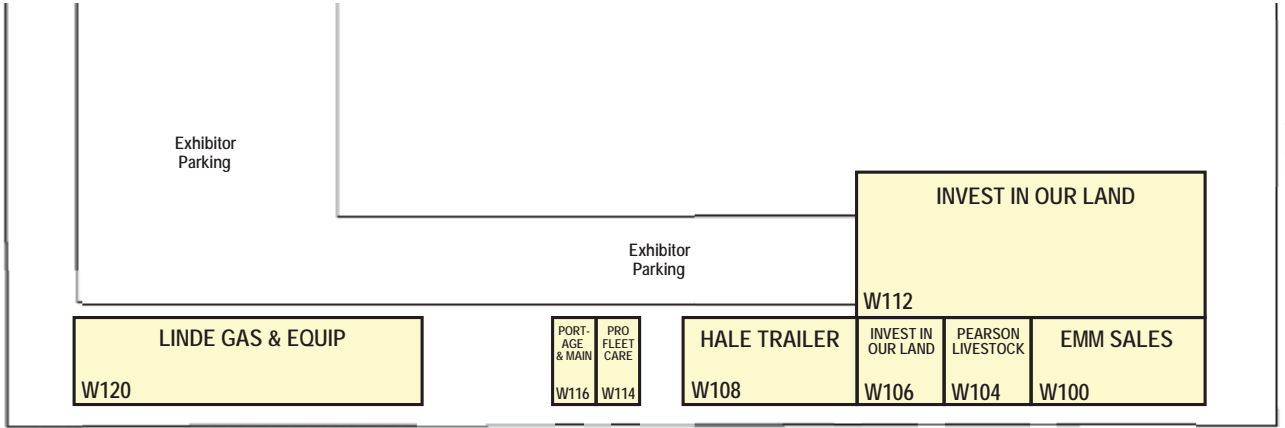 Exhibitor
Parking
INVEST IN OUR LAND
W112
Exhibitor
Parking
LINDE GAS & EQUIP
W120
PORT-
AGE
& MAIN
W116
PRO
FLEET
CARE
W114
HALE TRAILER
W108
INVEST IN
OUR LAND
W106
PEARSON
LIVESTOCK
W104
EMM SALES
W100